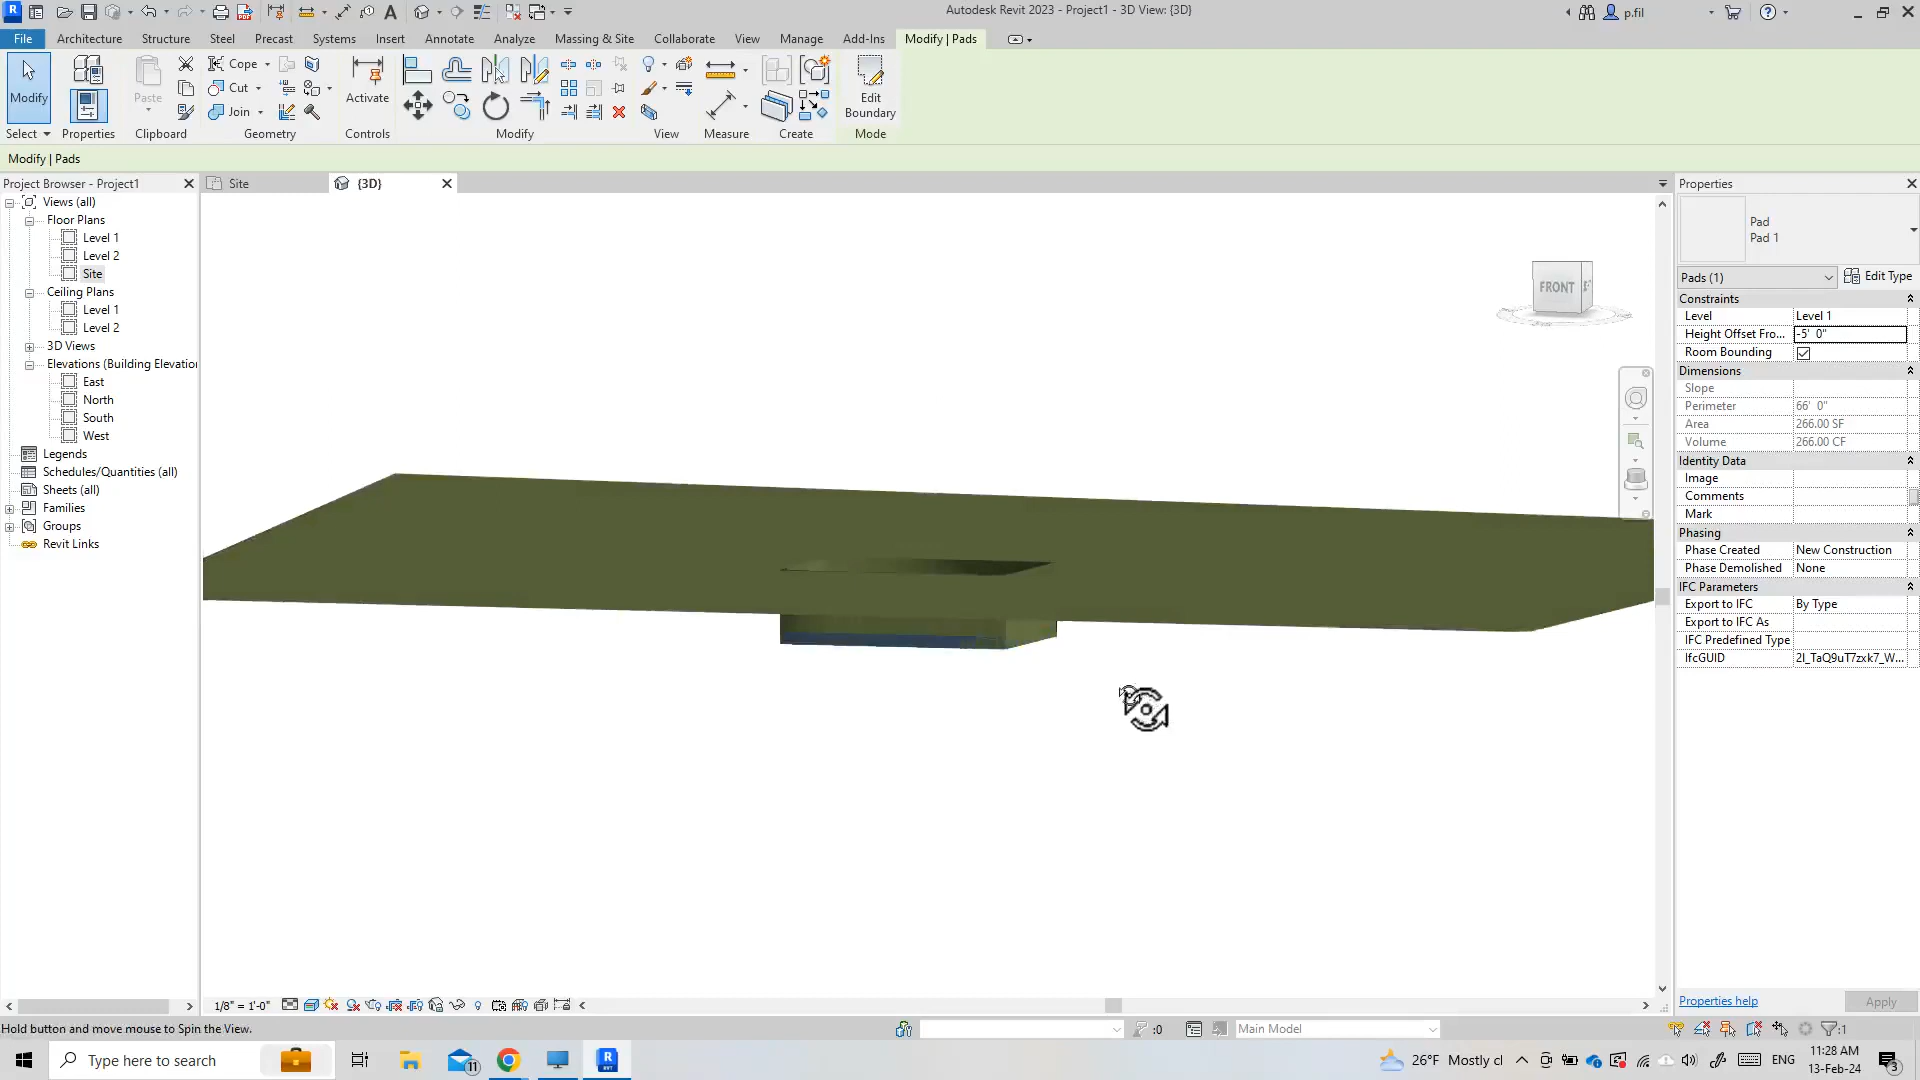 Autodesk Revit 2023 - Project1 - 3D View: {3D}
p.fil
File Architecture Structure Steel Precast Systems Insert Annotate Analyze Massing & Site Collaborate View Manage Add-Ins Modify | Pads
Modify
Paste
Cope
Cut
Join
Activate
Edit
Boundary
Select Properties Clipboard Geometry Controls Modify View Measure Create Mode
Modify | Pads
Project Browser - Project1
Site
{3D}
Properties
Views (all)
Floor Plans
Level 1
Level 2
Site
Ceiling Plans
Level 1
Level 2
3D Views
Elevations (Building Elevation
East
North
South
West
Legends
Schedules/Quantities (all)
Sheets (all)
Families
Groups
Revit Links
FRONT
Pad
Pad 1
Pads (1)
Edit Type
Constraints
Level Level 1
Height Offset Fro... -5' 0"
Room Bounding
Dimensions
Slope
Perimeter 66' 0"
Area 266.00 SF
Volume 266.00 CF
Identity Data
Image
Comments
Mark
Phasing
Phase Created New Construction
Phase Demolished None
IFC Parameters
Export to IFC By Type
Export to IFC As
IFC Predefined Type
IfcGUID 2I_TaQ9uT7zxk7_W...
1/8" = 1'-0"
Properties help
Apply
Hold button and move mouse to Spin the View.
:0
Main Model
:1
Type here to search
11
26°F Mostly cl
ENG
11:28 AM
13-Feb-24
3